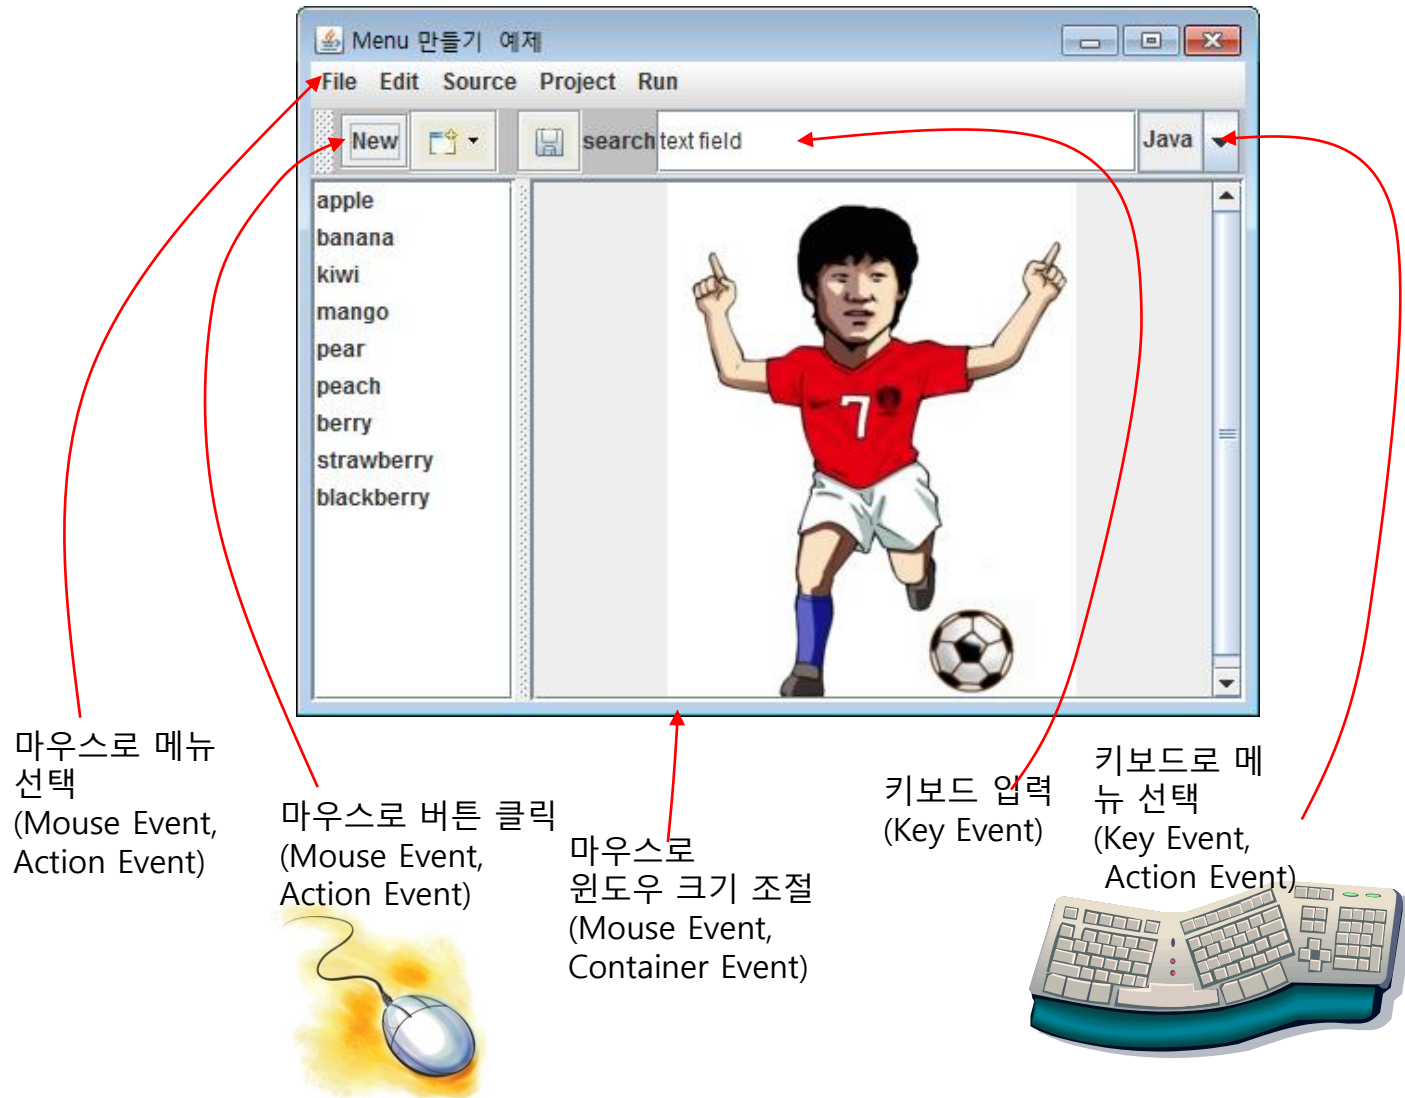 Menu 만들기 예제
File Edit Source Project Run
New search text field Java
apple
banana
kiwi
mango
pear
peach
berry
strawberry
blackberry
7
마우스로 메뉴
선택
(Mouse Event,
Action Event)
마우스로 버튼 클릭
(Mouse Event,
Action Event)
마우스로
윈도우 크기 조절
(Mouse Event,
Container Event)
키보드 입력
(Key Event)
키보드로 메
뉴 선택
(Key Event,
Action Event)